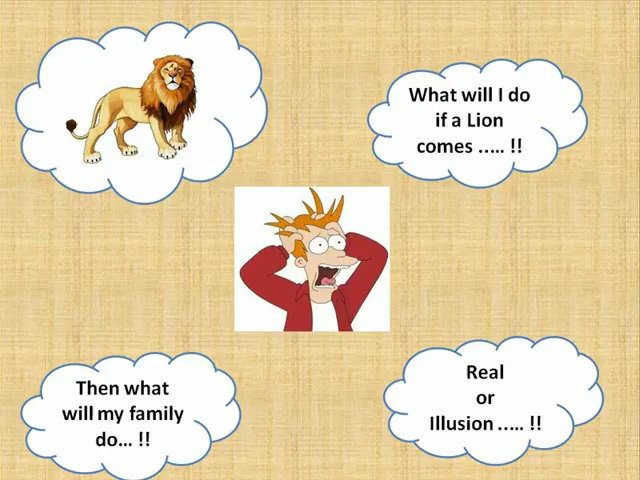 What will I do
if a Lion
comes ….. !!
Then what
will my family
do… !!
Real
or
Illusion ….. !!